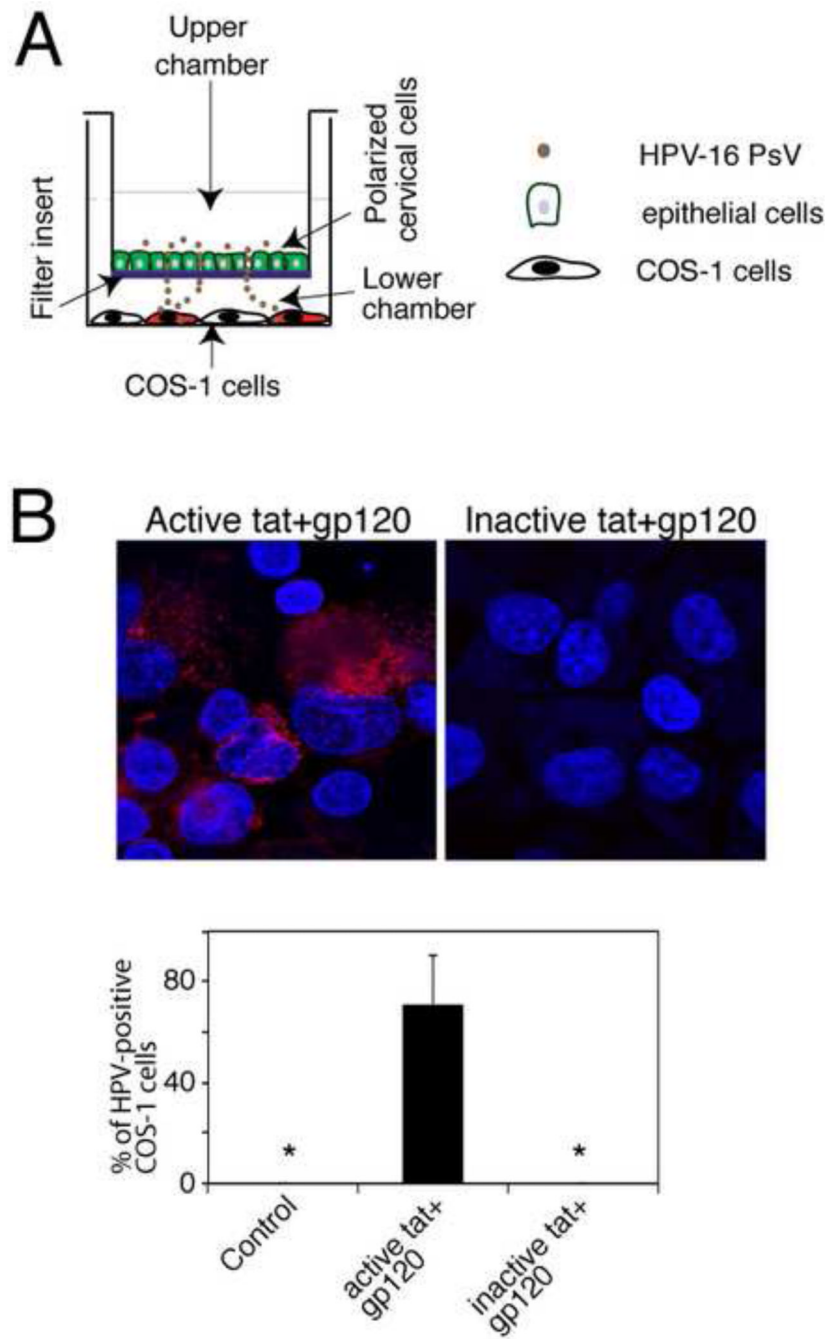 A
Upper
chamber
Filter insert
Polarized
cervical cells
Lower
chamber
COS-1 cells
HPV-16 PsV
epithelial cells
COS-1 cells
B
Active tat+gp120
Inactive tat+gp120
% of HPV-positive
COS-1 cells
80
40
0
*
*
Control
active tat+
gp120
inactive tat+
gp120